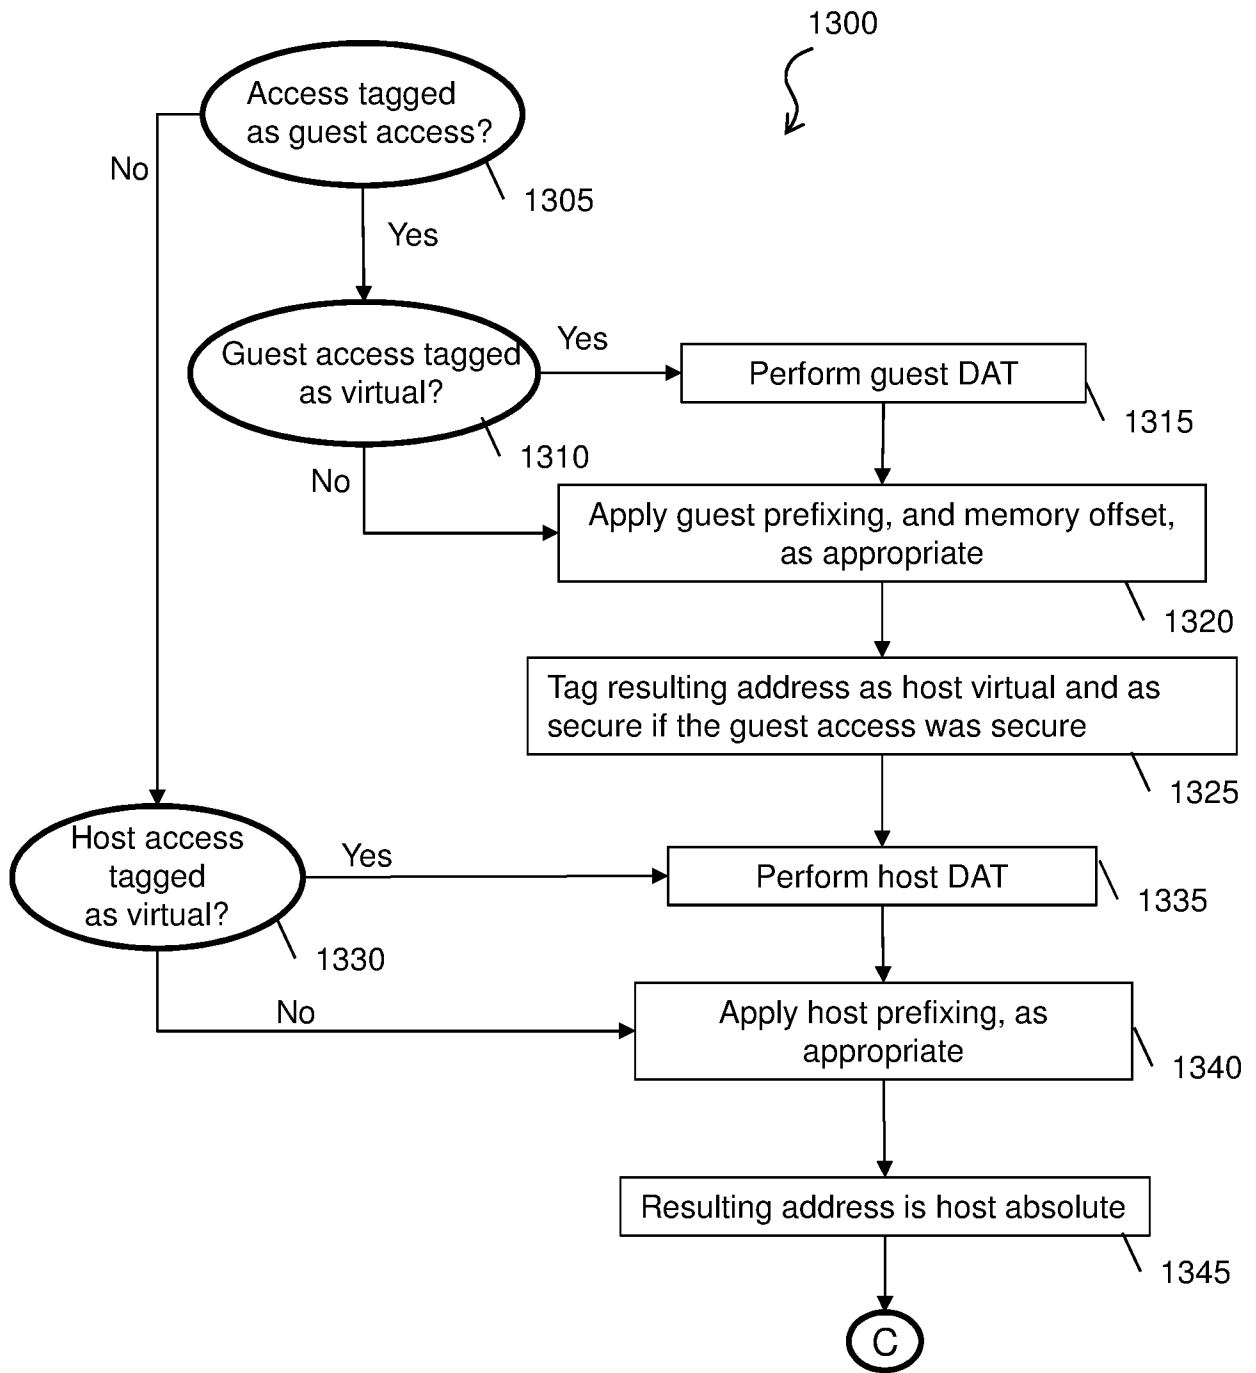 1300
Access tagged
as guest access?
No
1305
Yes
Guest access tagged
as virtual?
Yes
Perform guest DAT
1315
1310
No
Apply guest prefixing, and memory offset,
as appropriate
1320
Tag resulting address as host virtual and as
secure if the guest access was secure
1325
Host access
tagged
as virtual?
Yes
Perform host DAT
1335
1330
No
Apply host prefixing, as
appropriate
1340
Resulting address is host absolute
1345
C